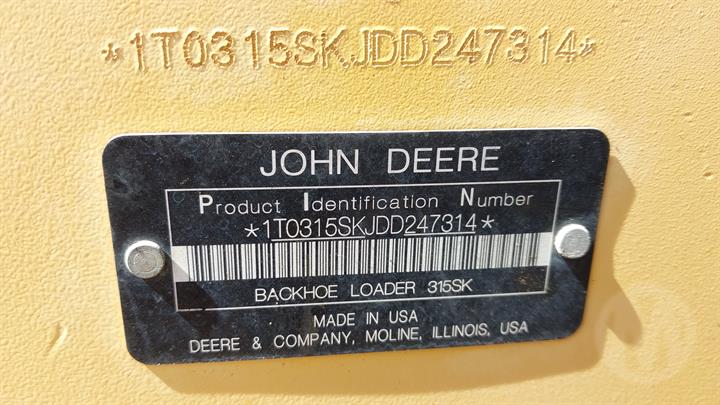 *1T0315SKJDD247314*
JOHN DEERE
Product Identification Number
*1T0315SKJDD247314*
BACKHOE LOADER 315SK
MADE IN USA
DEERE & COMPANY, MOLINE, ILLINOIS, USA